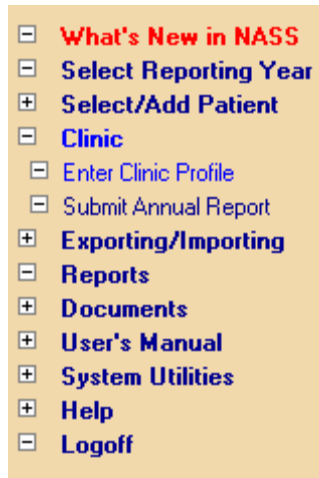 What's New in NASS
Select Reporting Year
Select/Add Patient
Clinic
Enter Clinic Profile
Submit Annual Report
Exporting/Importing
Reports
Documents
User's Manual
System Utilities
Help
Logoff